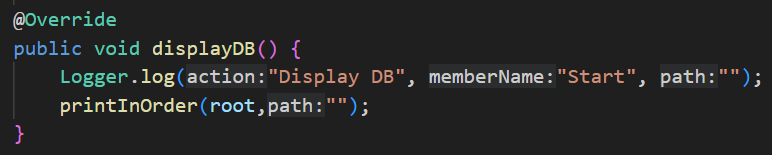 @Override
public void displayDB() {
Logger.log(action:"Display DB", memberName:"Start", path:"");
printInOrder(root,path:"");
}